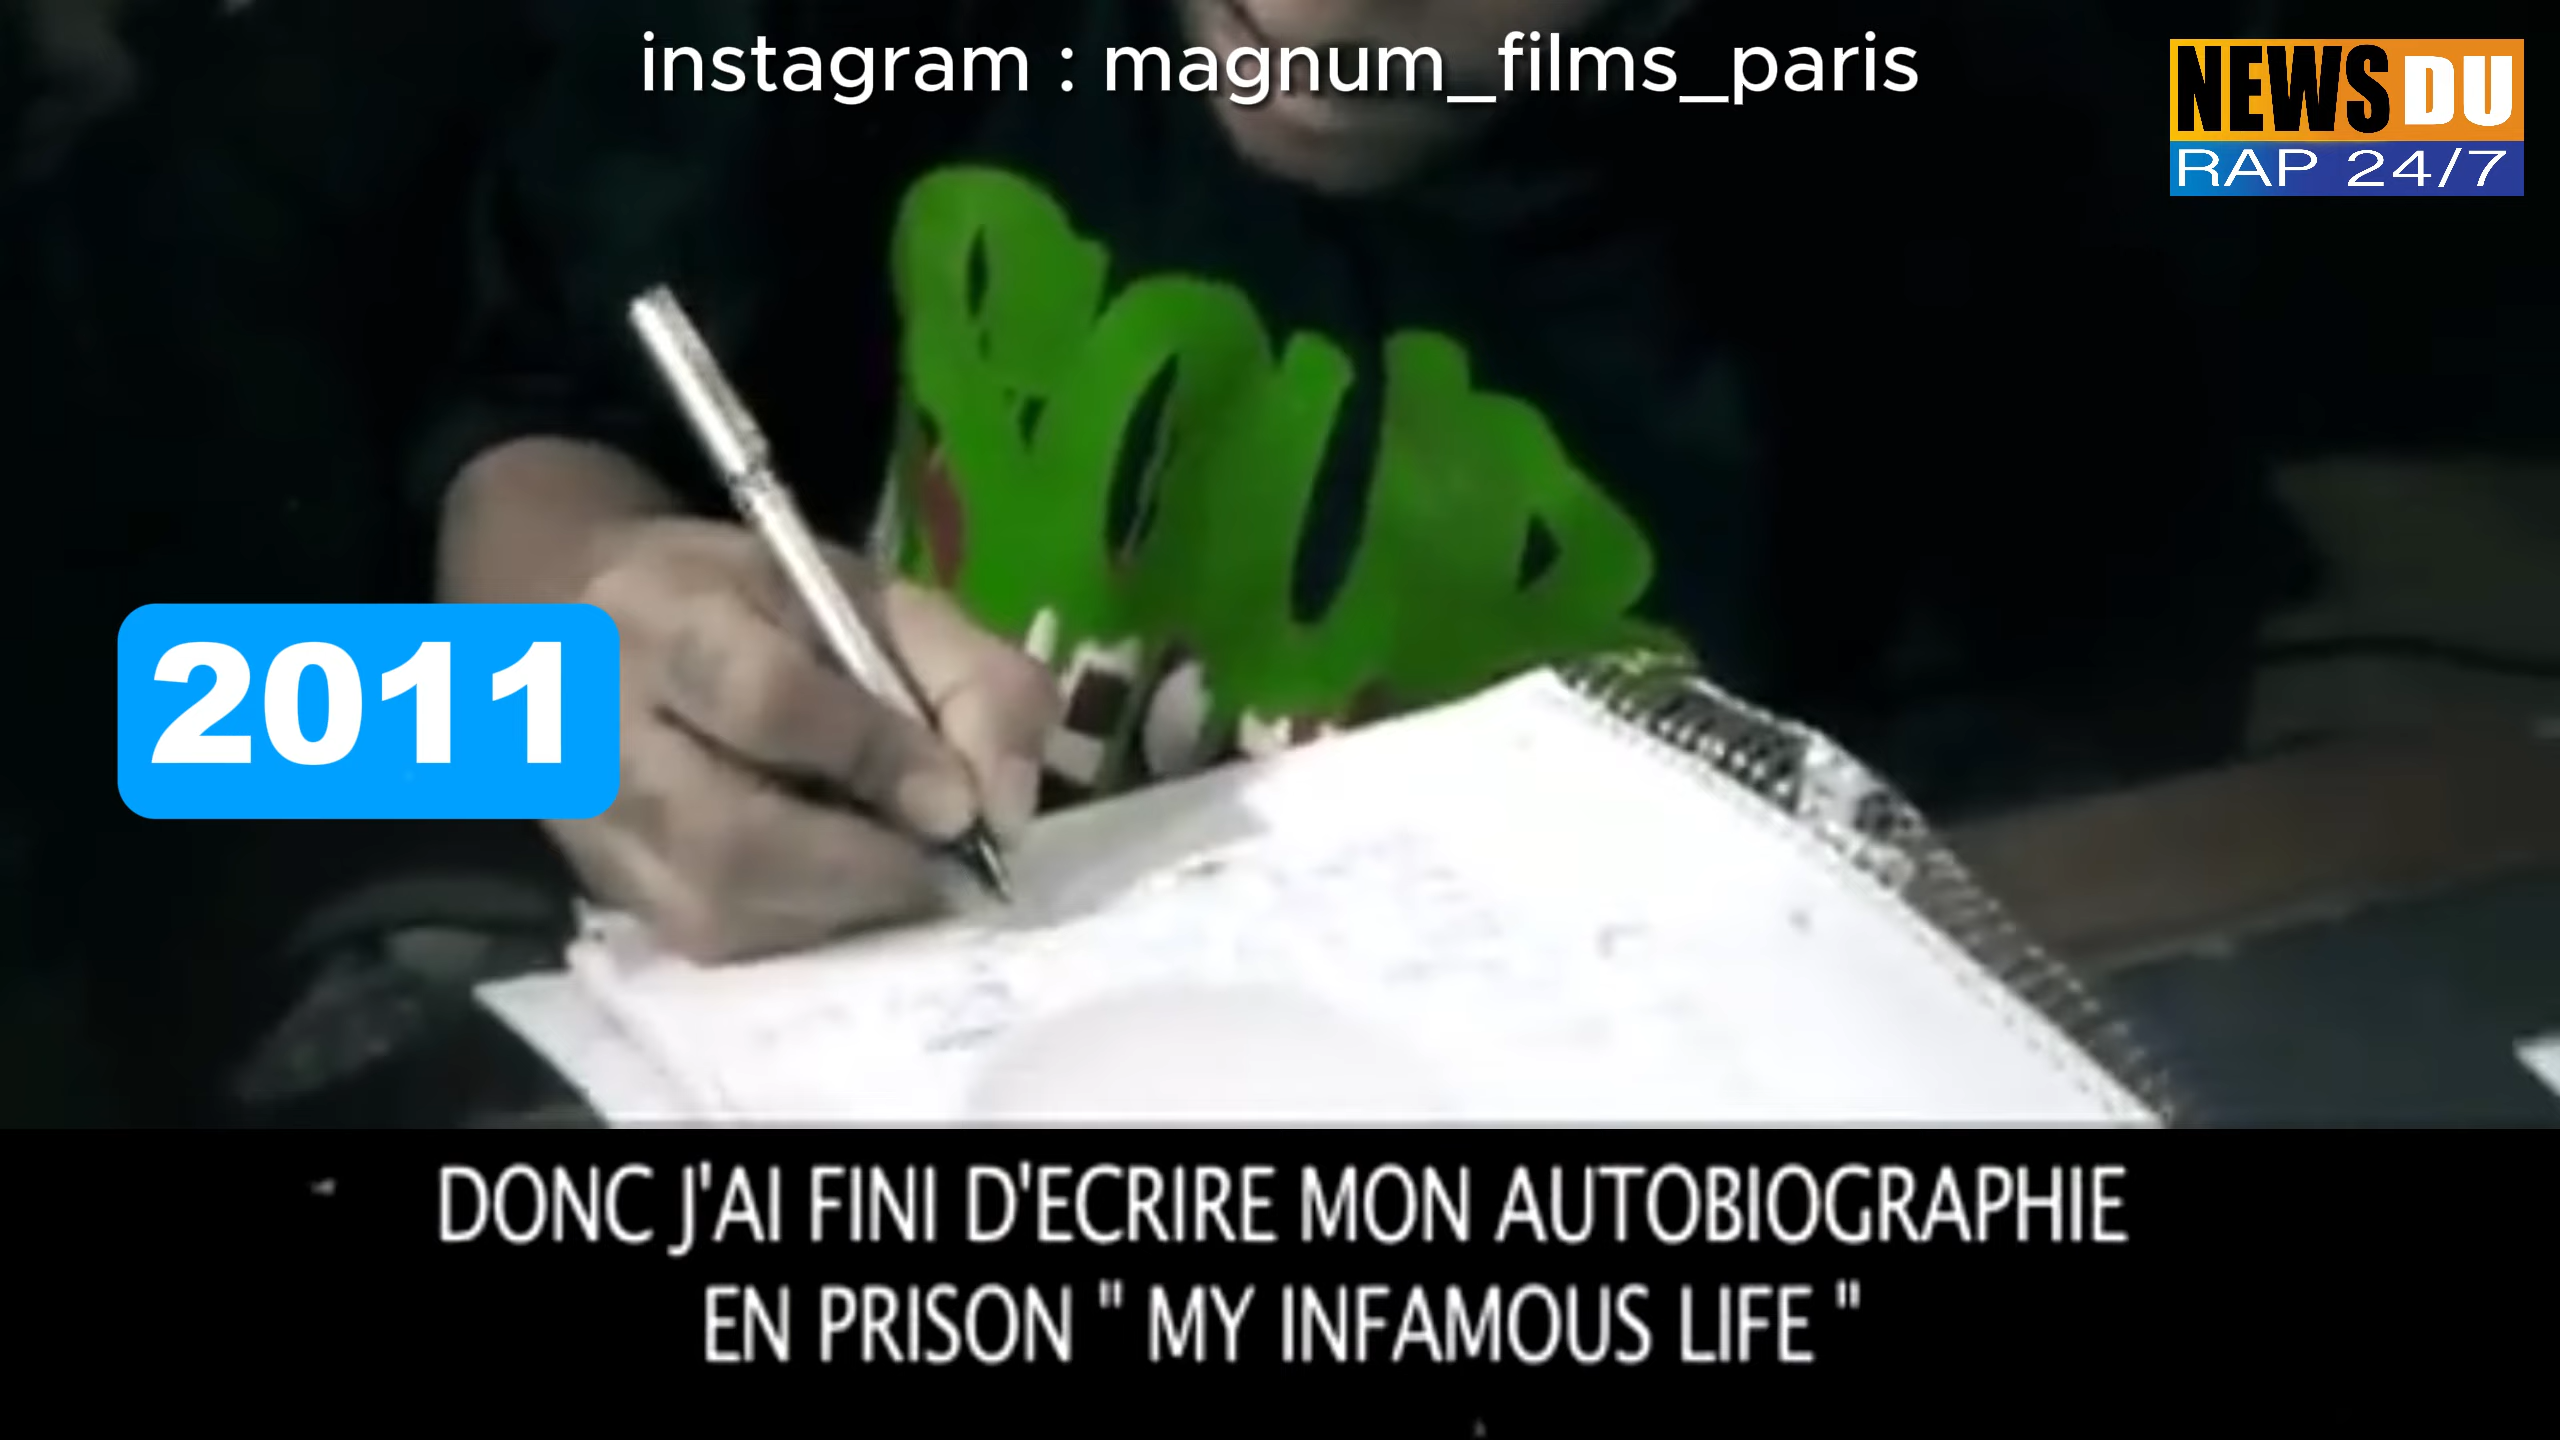 instagram : magnum_films_paris
NEWS DU
RAP 24/7
2011
DONC J'AI FINI D'ECRIRE MON AUTOBIOGRAPHIE
EN PRISON " MY INFAMOUS LIFE "